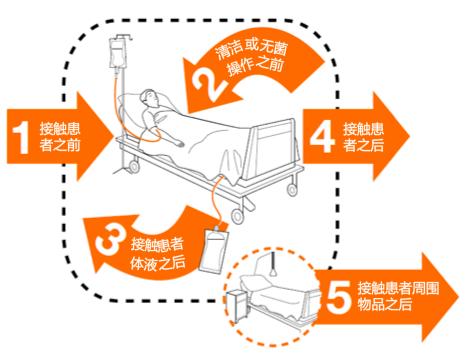 1 接触患
者之前
2 清洁或无菌
操作之前
3 接触患者
体液之后
4 接触患
者之后
5 接触患者周围
物品之后